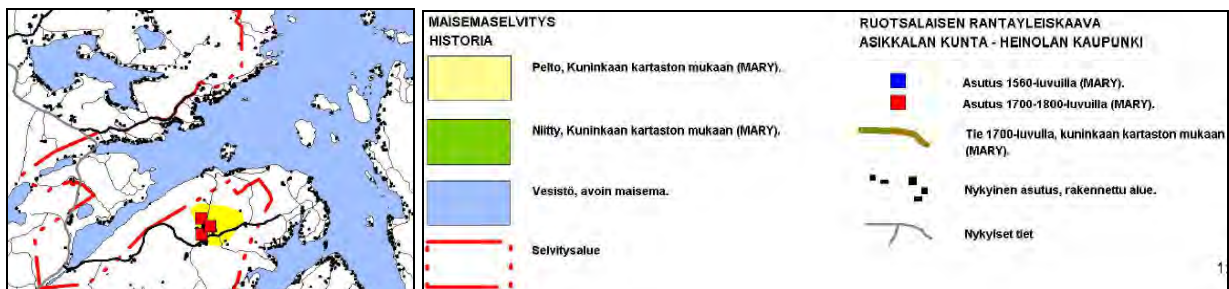 MAISEMASELVITYS
HISTORIA
Pelto, Kuninkaan kartaston mukaan (MARY).
Niitty, Kuninkaan kartaston mukaan (MARY).
Vesistö, avoin maisema.
Selvitysalue
RUOTSALAISEN RANTAYLEISKAAVA
ASIKKALAN KUNTA - HEINOLAN KAUPUNKI
Asutus 1560-luvuilla (MARY).
Asutus 1700-1800-luvuilla (MARY).
Tie 1700-luvulla, kuninkaan kartaston mukaan
(MARY).
Nykyinen asutus, rakennettu alue.
Nykyiset tiet